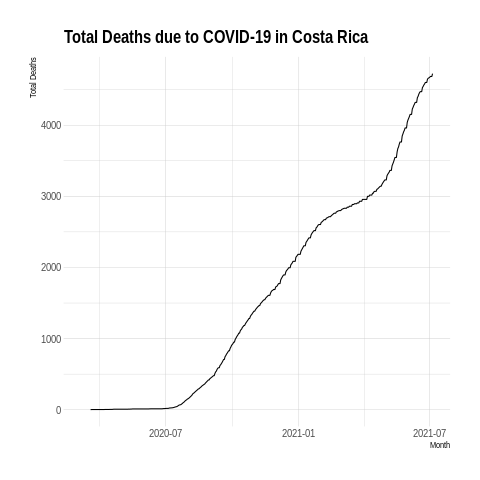 Total Deaths due to COVID-19 in Costa Rica
Total Deaths
4000
3000
2000
1000
0
2020-07
2021-01
2021-07
Month